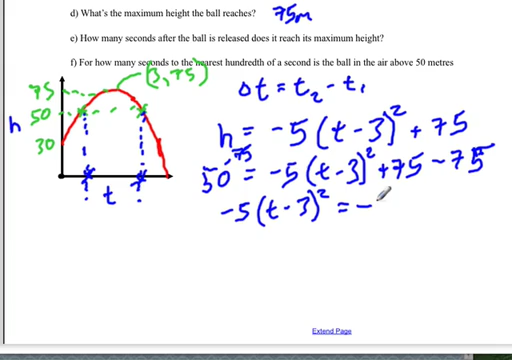 d) What's the maximum height the ball reaches? 75m
e) How many seconds after the ball is released does it reach its maximum height?
f) For how many seconds to the nearest hundredth of a second is the ball in the air above 50 metres
(3,75)
75
50
30
h
? ?
t
Δt = t₂ - t₁
h = -5(t-3)² + 75
50 -75 = -5(t-3)² + 75 - 75
-5(t-3)² = -
Extend Page